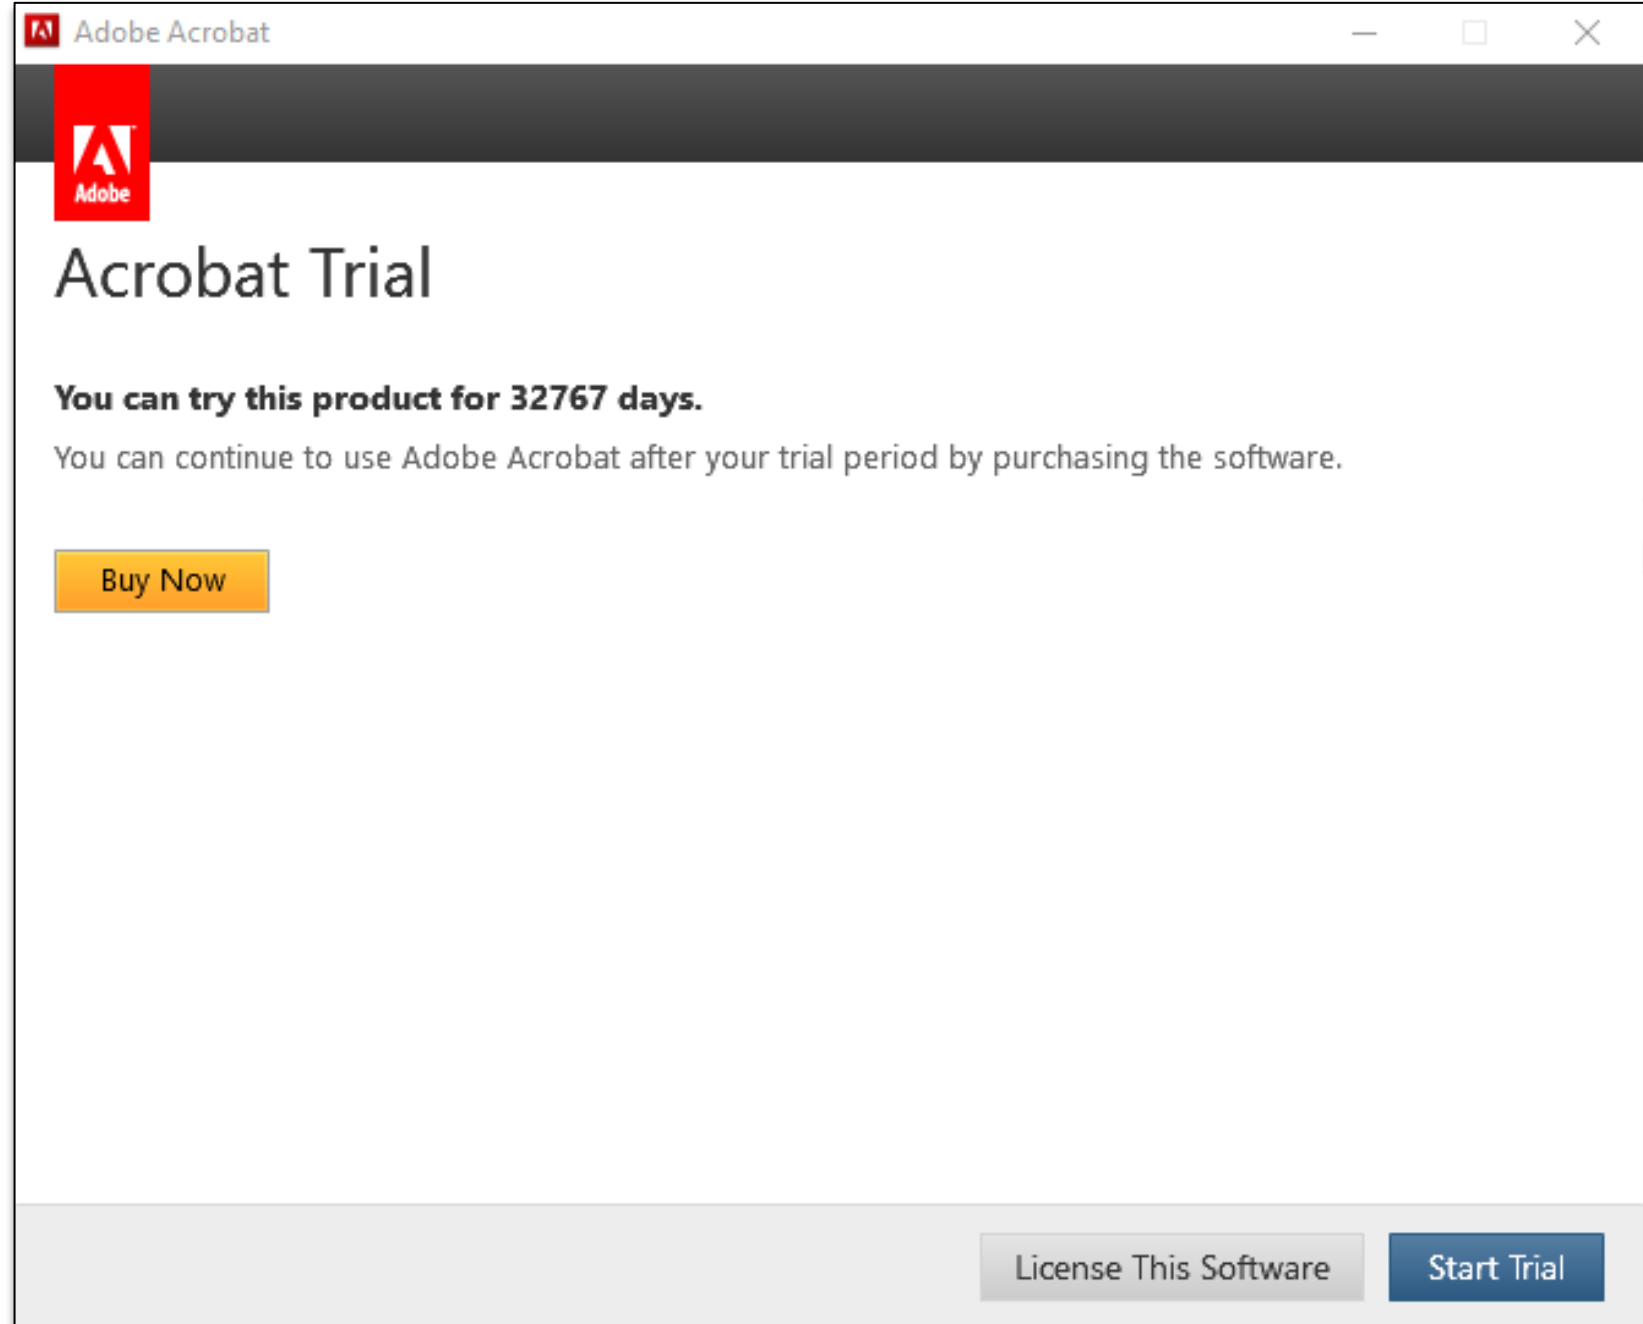 Adobe Acrobat
Adobe
Acrobat Trial
You can try this product for 32767 days.
You can continue to use Adobe Acrobat after your trial period by purchasing the software.
Buy Now
License This Software
Start Trial